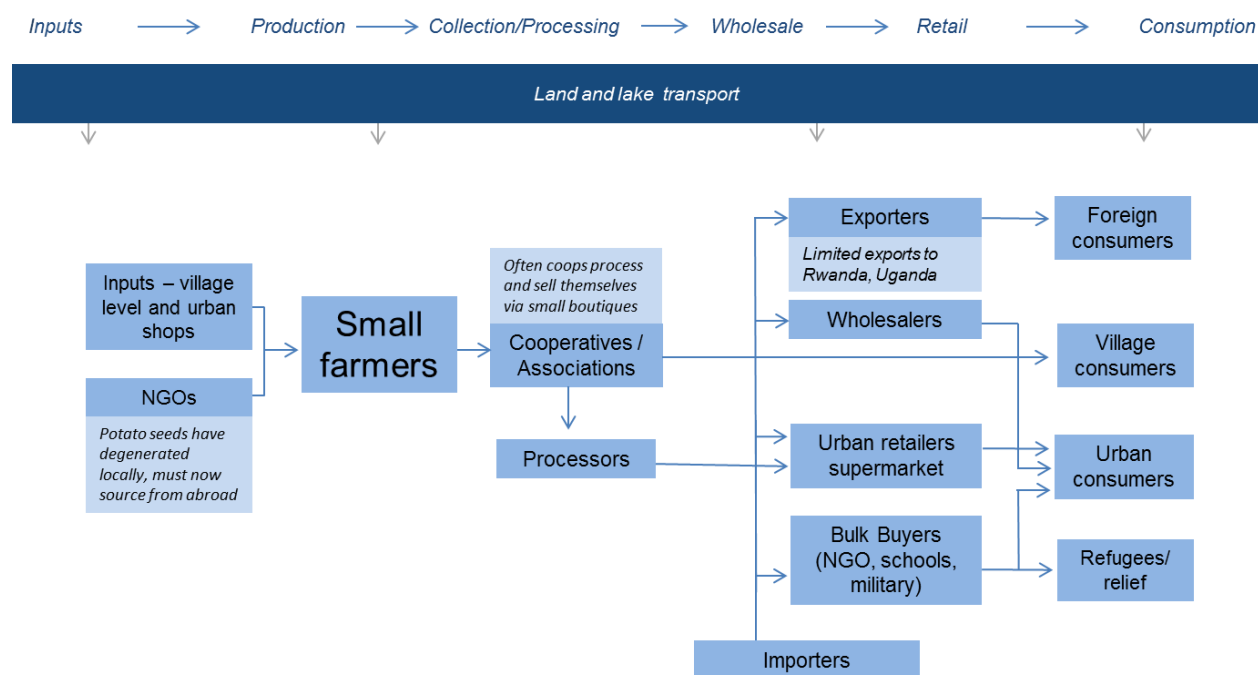 Inputs
Production
Collection/Processing
Wholesale
Retail
Consumption
Land and lake transport
Inputs – village
level and urban
shops
NGOs
Potato seeds have
degenerated
locally, must now
source from abroad
Small
farmers
Often coops process
and sell themselves
via small boutiques
Cooperatives /
Associations
Processors
Exporters
Limited exports to
Rwanda, Uganda
Wholesalers
Urban retailers
supermarket
Bulk Buyers
(NGO, schools,
military)
Importers
Foreign
consumers
Village
consumers
Urban
consumers
Refugees/
relief